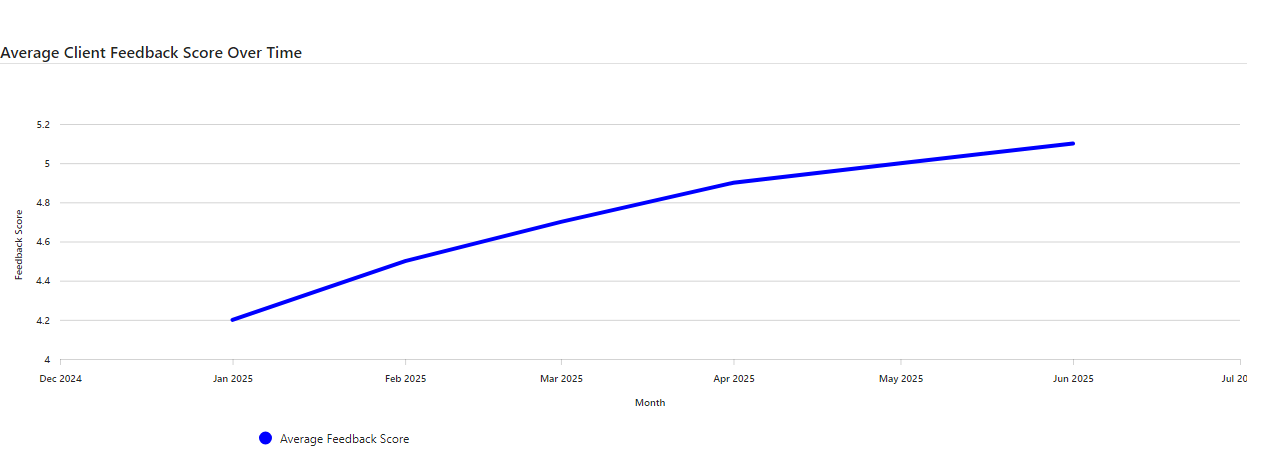 Average Client Feedback Score Over Time
5.2
5
4.8
4.6
4.4
4.2
4
Feedback Score
Dec 2024 Jan 2025 Feb 2025 Mar 2025 Apr 2025 May 2025 Jun 2025 Jul 20
Month
Average Feedback Score